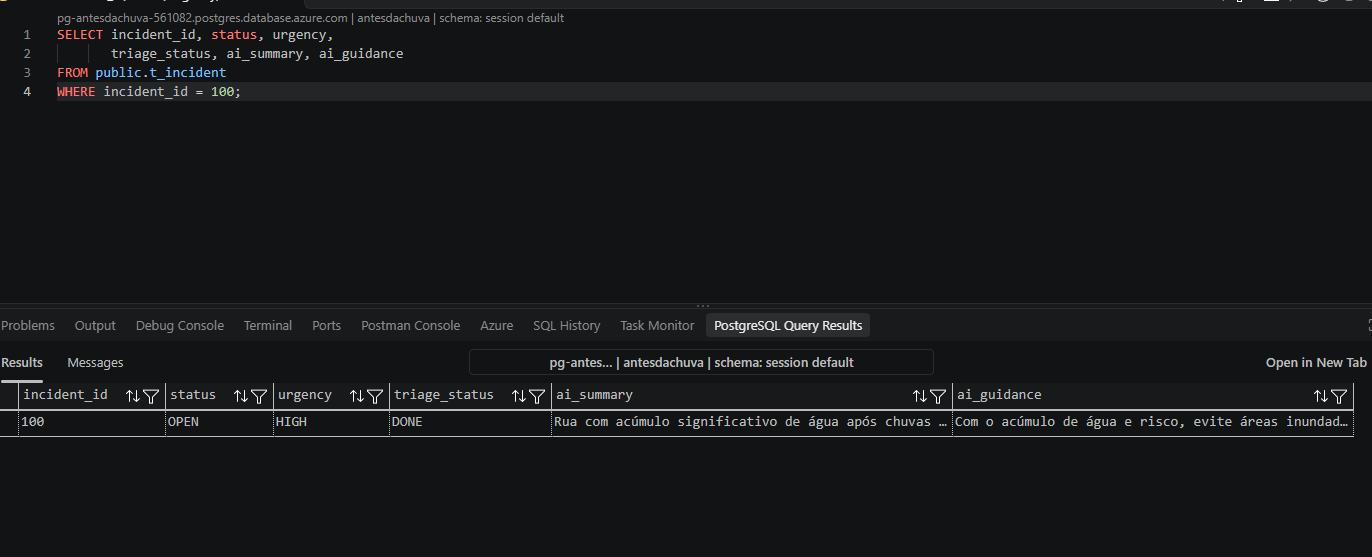 pg-antesdachuva-561082.postgres.database.azure.com | antesdachuva | schema: session default
1 SELECT incident_id, status, urgency,
2 triage_status, ai_summary, ai_guidance
3 FROM public.t_incident
4 WHERE incident_id = 100;
Problems Output Debug Console Terminal Ports Postman Console Azure SQL History Task Monitor PostgreSQL Query Results
Results Messages pg-antes... | antesdachuva | schema: session default Open in New Tab
incident_id status urgency triage_status ai_summary ai_guidance
100 OPEN HIGH DONE Rua com acúmulo significativo de água após chuvas … Com o acúmulo de água e risco, evite áreas inundad…